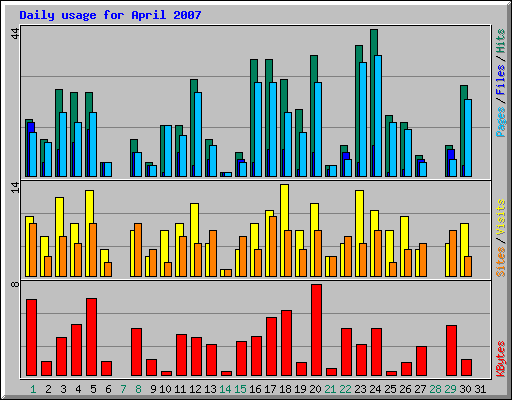 Daily usage for April 2007
44
Pages / Files / Hits
14
Sites / Visits
8
KBytes
1 2 3 4 5 6 7 8 9 10 11 12 13 14 15 16 17 18 19 20 21 22 23 24 25 26 27 28 29 30 31